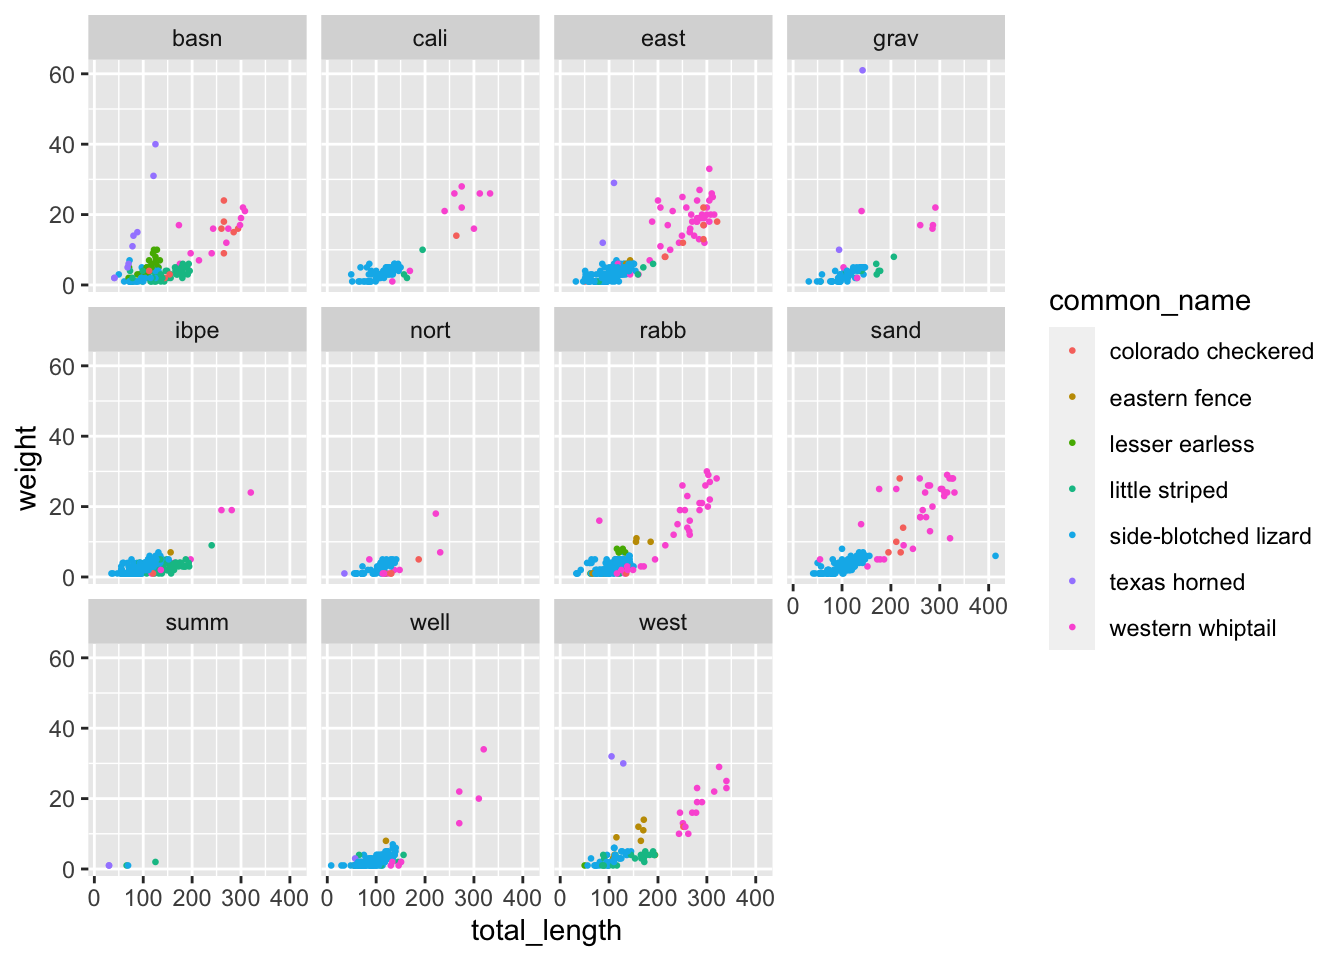 basn cali east grav
60
40
20
0
ibpe nort rabb sand
60
40
20
0
0 100 200 300 400
summ well west
60
40
20
0
0 100 200 300 400 0 100 200 300 400 0 100 200 300 400
total_length
weight
common_name
colorado checkered
eastern fence
lesser earless
little striped
side-blotched lizard
texas horned
western whiptail